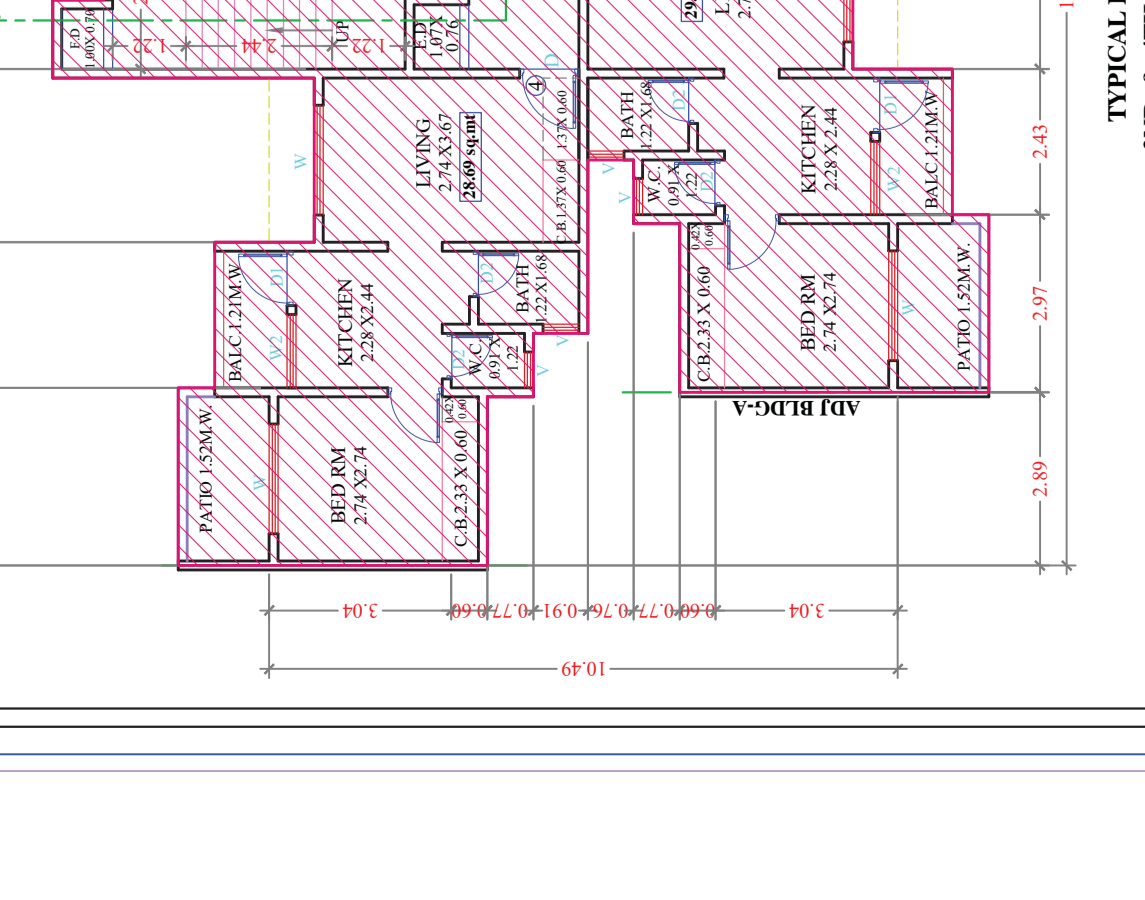 E.D
1.00X 0.76
1.22
2.44
1.22
UP
E.D
1.07X
0.76
D
4
LIVING
2.74 X3.67
28.69 sq.mt
C.B.1.37X 0.60
1.37X 0.60
W
BATH
1.22 X1.68
D2
V
W.C.
0.91 X
1.22
D2
V
KITCHEN
2.28 X 2.44
D1
W2
BALC 1.21M.W
0.42X
0.60
C.B.2.33 X 0.60
BED RM
2.74 X2.74
W
PATIO 1.52M.W.
ADJ BLDG-A
BALC 1.21M.W
D1
W2
KITCHEN
2.28 X2.44
D2
BATH
1.22 X1.68
V
D2
W.C.
0.91 X
1.22
V
PATIO 1.52M.W.
W
BED RM
2.74 X2.74
0.42X
0.60
C.B.2.33 X 0.60
3.04
0.60
0.77
0.91
0.76
0.77
0.60
3.04
10.49
2.43
2.97
2.89
TYPICAL